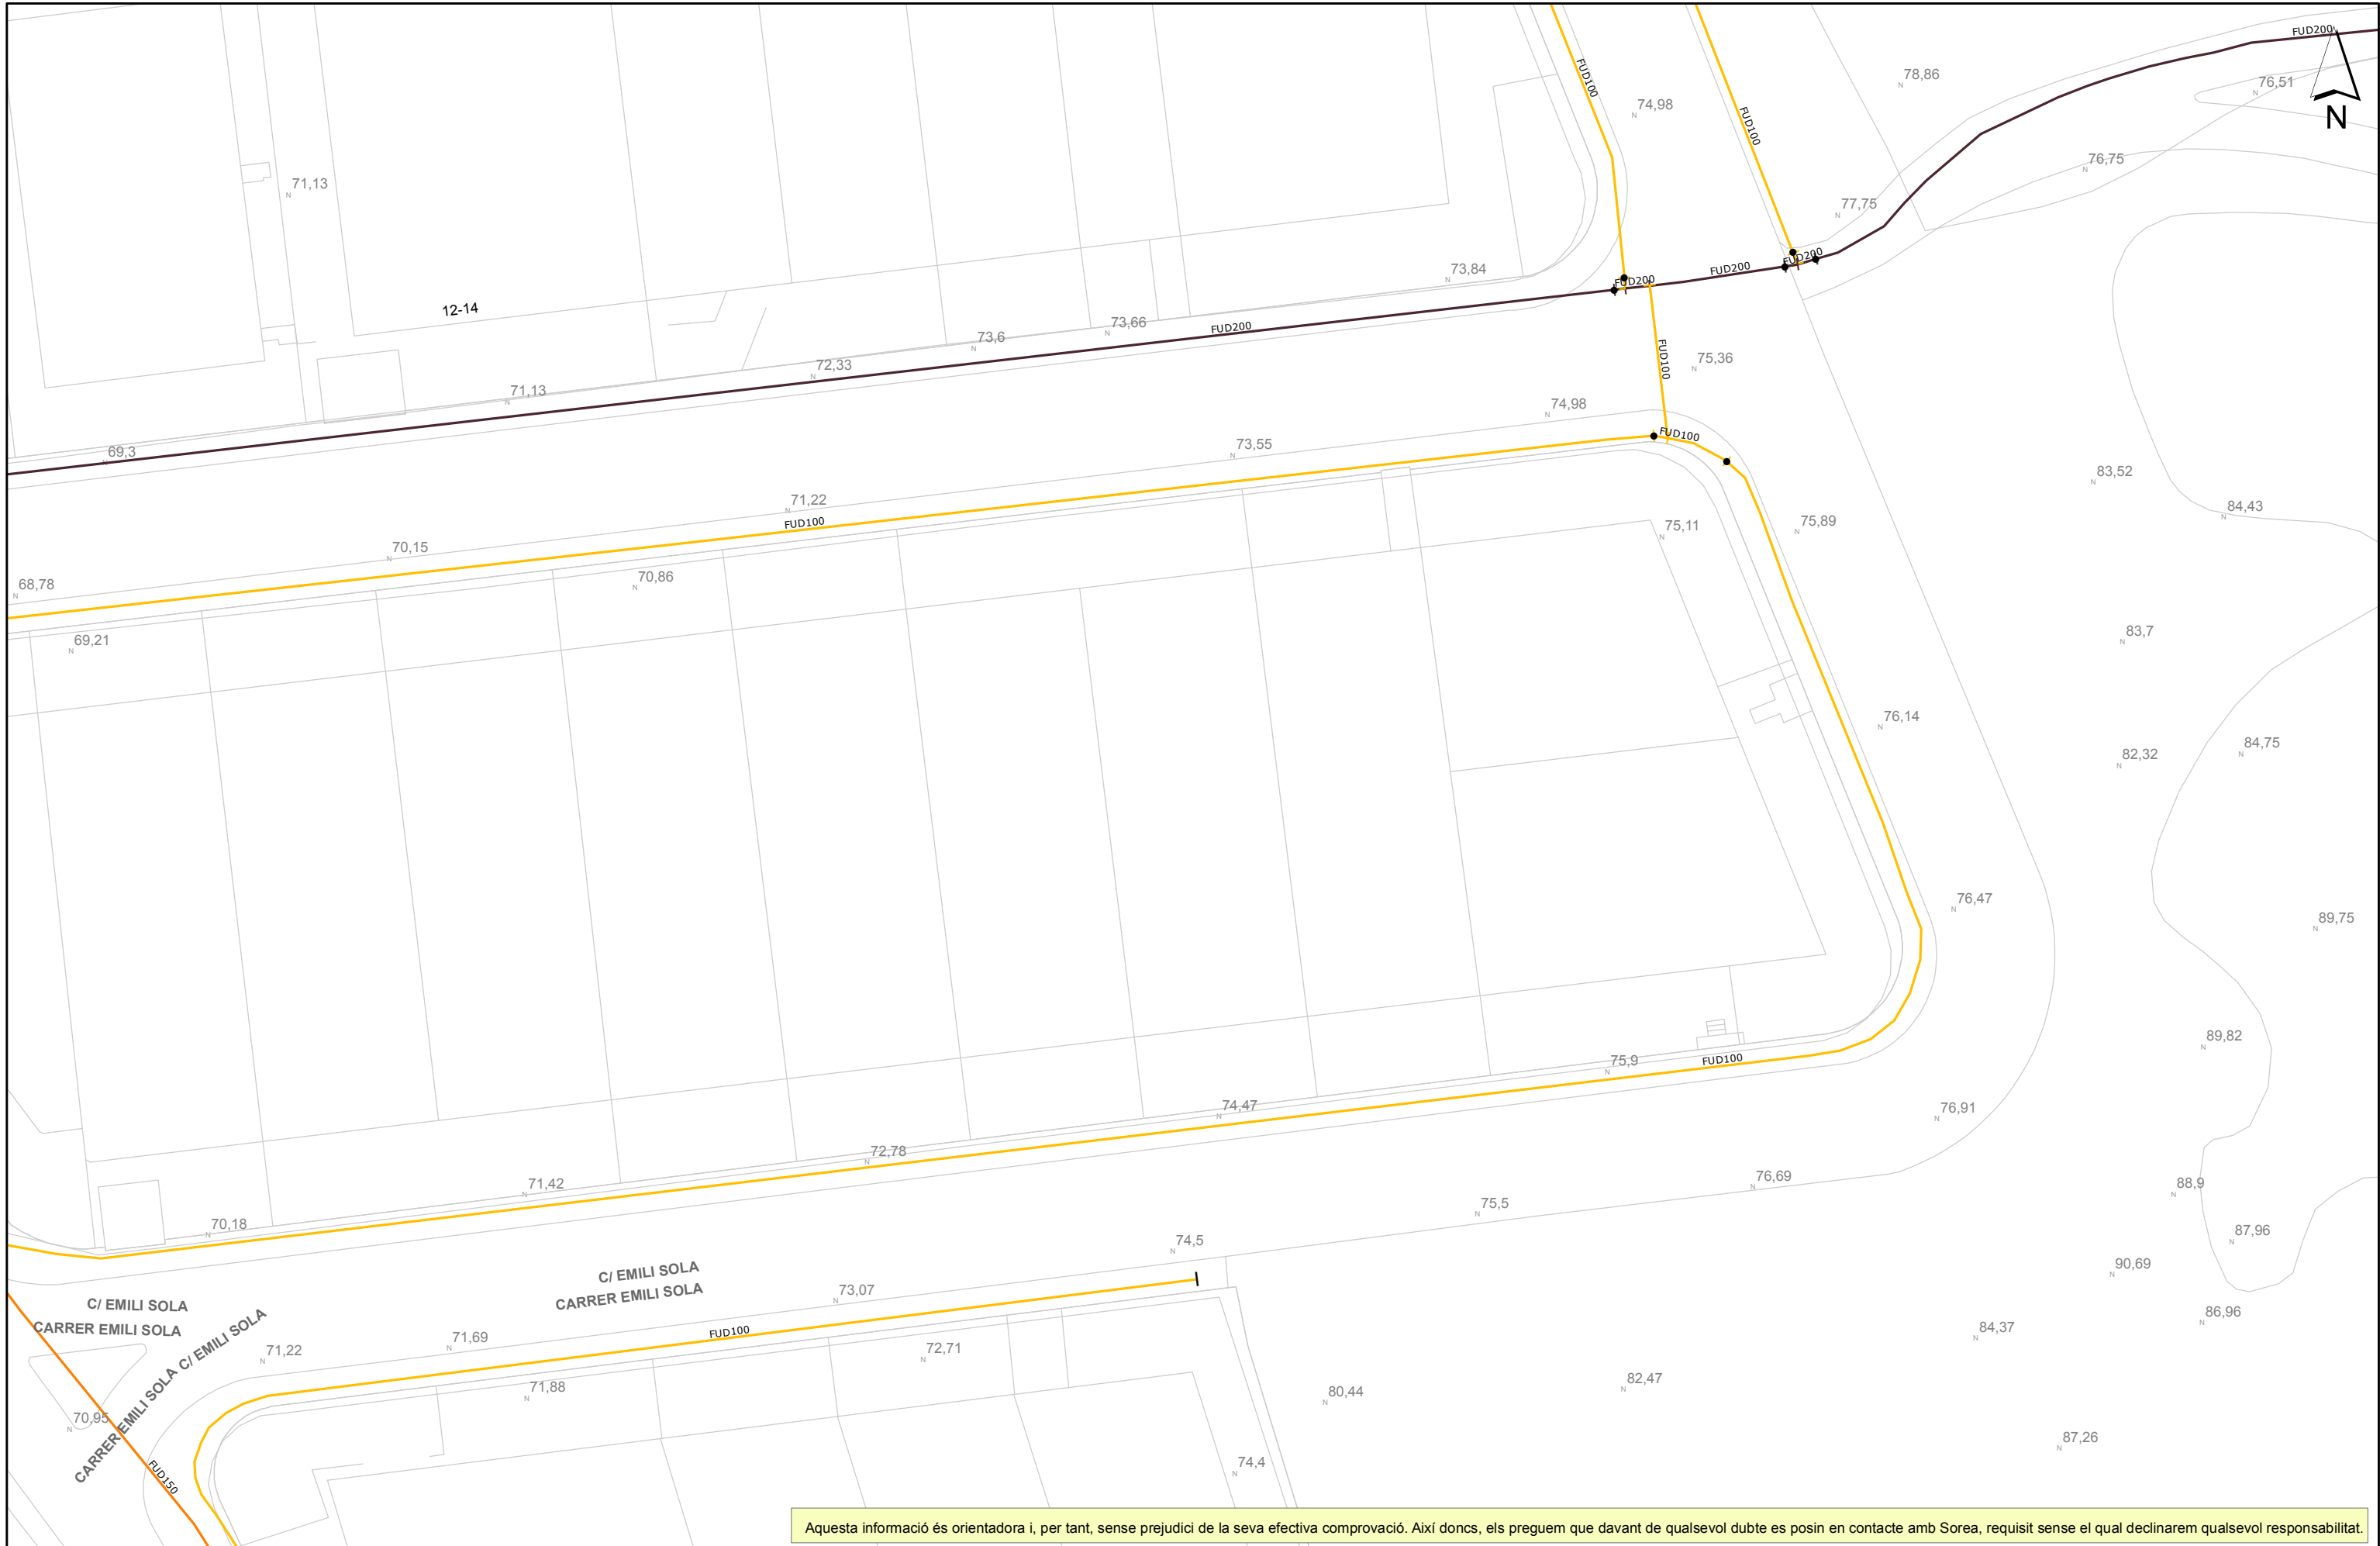 FUD200
78,86
76,51
FUD100
74,98
N
FUD100
76,75
71,13
77,75
FUD200
73,84
FUD200
FUD200
12-14
73,66
FUD200
73,6
72,33
75,36
FUD100
71,13
74,98
69,3
73,55
FUD100
83,52
71,22
84,43
FUD100
75,11
75,89
70,15
68,78
70,86
69,21
83,7
76,14
84,75
82,32
76,47
89,75
89,82
75,9
FUD100
74,47
76,91
72,78
76,69
71,42
88,9
75,5
70,18
87,96
74,5
90,69
C/ EMILI SOLA
CARRER EMILI SOLA
73,07
C/ EMILI SOLA
CARRER EMILI SOLA
86,96
FUD100
84,37
71,69
71,22
72,71
C/ EMILI SOLA
CARRER EMILI SOLA
71,88
80,44
82,47
70,95
87,26
74,4
FUD150
Aquesta informació és orientadora i, per tant, sense prejudici de la seva efectiva comprovació. Així doncs, els preguem que davant de qualsevol dubte es posin en contacte amb Sorea, requisit sense el qual declinarem qualsevol responsabilitat.